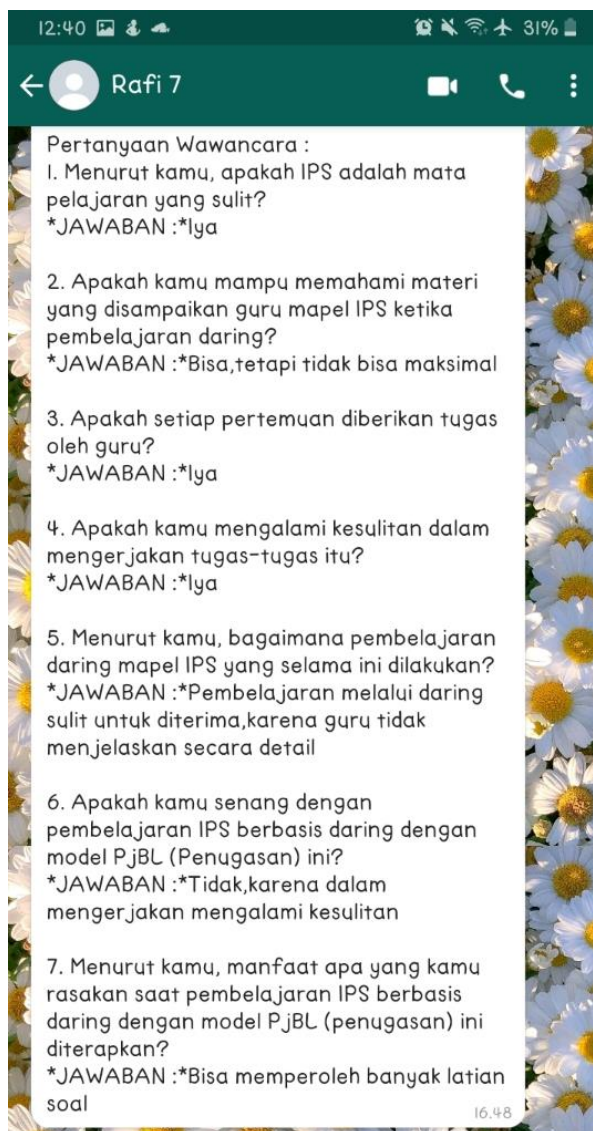 12:40 31%
Rafi 7
Pertanyaan Wawancara :
1. Menurut kamu, apakah IPS adalah mata
pelajaran yang sulit?
*JAWABAN :*Iya
2. Apakah kamu mampu memahami materi
yang disampaikan guru mapel IPS ketika
pembelajaran daring?
*JAWABAN :*Bisa,tetapi tidak bisa maksimal
3. Apakah setiap pertemuan diberikan tugas
oleh guru?
*JAWABAN :*Iya
4. Apakah kamu mengalami kesulitan dalam
mengerjakan tugas-tugas itu?
*JAWABAN :*Iya
5. Menurut kamu, bagaimana pembelajaran
daring mapel IPS yang selama ini dilakukan?
*JAWABAN :*Pembelajaran melalui daring
sulit untuk diterima,karena guru tidak
menjelaskan secara detail
6. Apakah kamu senang dengan
pembelajaran IPS berbasis daring dengan
model PjBL (Penugasan) ini?
*JAWABAN :*Tidak,karena dalam
mengerjakan mengalami kesulitan
7. Menurut kamu, manfaat apa yang kamu
rasakan saat pembelajaran IPS berbasis
daring dengan model PjBL (penugasan) ini
diterapkan?
*JAWABAN :*Bisa memperoleh banyak latian
soal
16.48